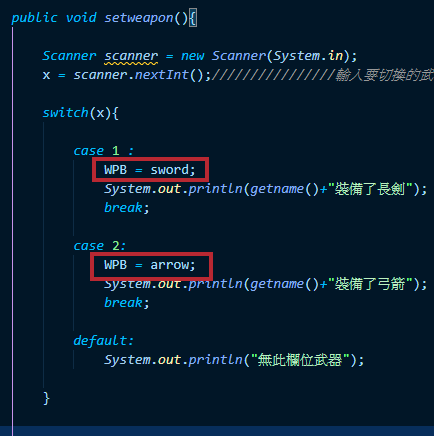 public void setweapon(){
Scanner scanner = new Scanner(System.in);
x = scanner.nextInt();////////////////輸入要切換的武
switch(x){
case 1 :
WPB = sword;
System.out.println(getname()+"裝備了長劍");
break;
case 2:
WPB = arrow;
System.out.println(getname()+"裝備了弓箭");
break;
default:
System.out.println("無此欄位武器");
}